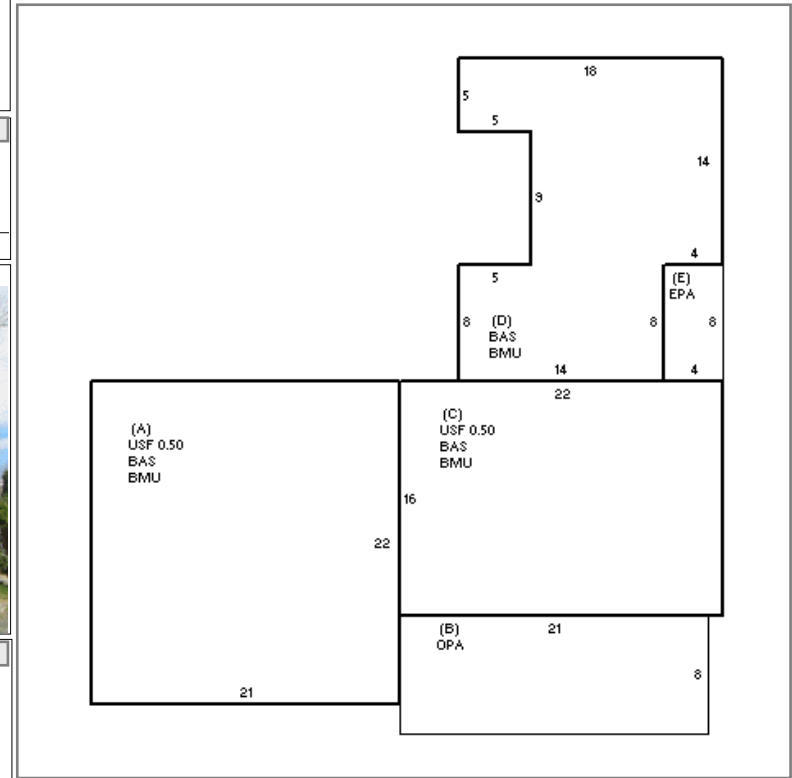 18
5
5
14
9
4
(E)
EPA
5
8
(D)
BAS
BMU
8
8
14
4
22
(A)
USF 0.50
BAS
BMU
(C)
USF 0.50
BAS
BMU
16
22
(B)
OPA
21
8
21